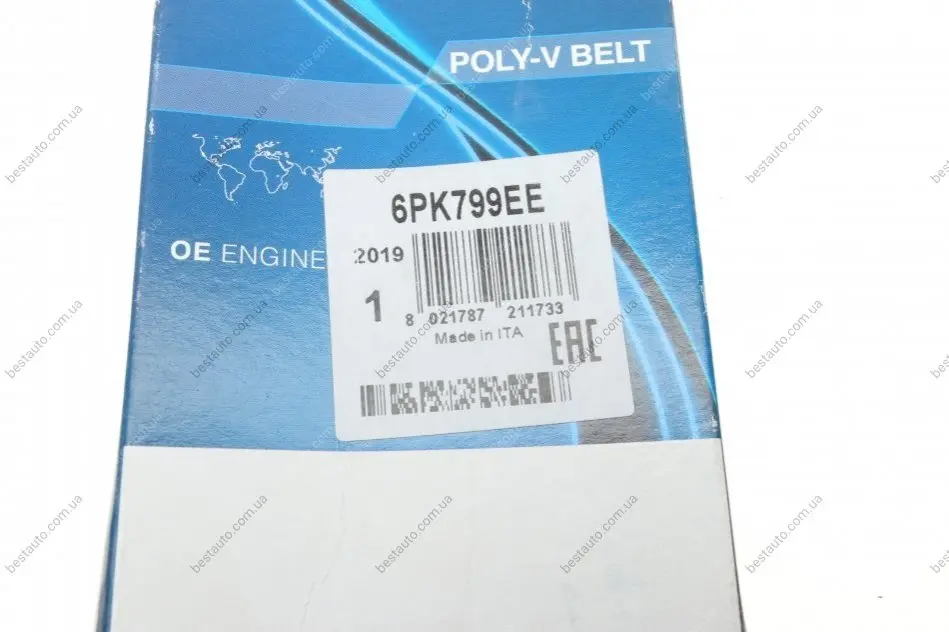 POLY-V BELT
OE ENGINE
6PK799EE
2019
1
8 021787 211733
Made in ITA
EAC
bestauto.com.ua